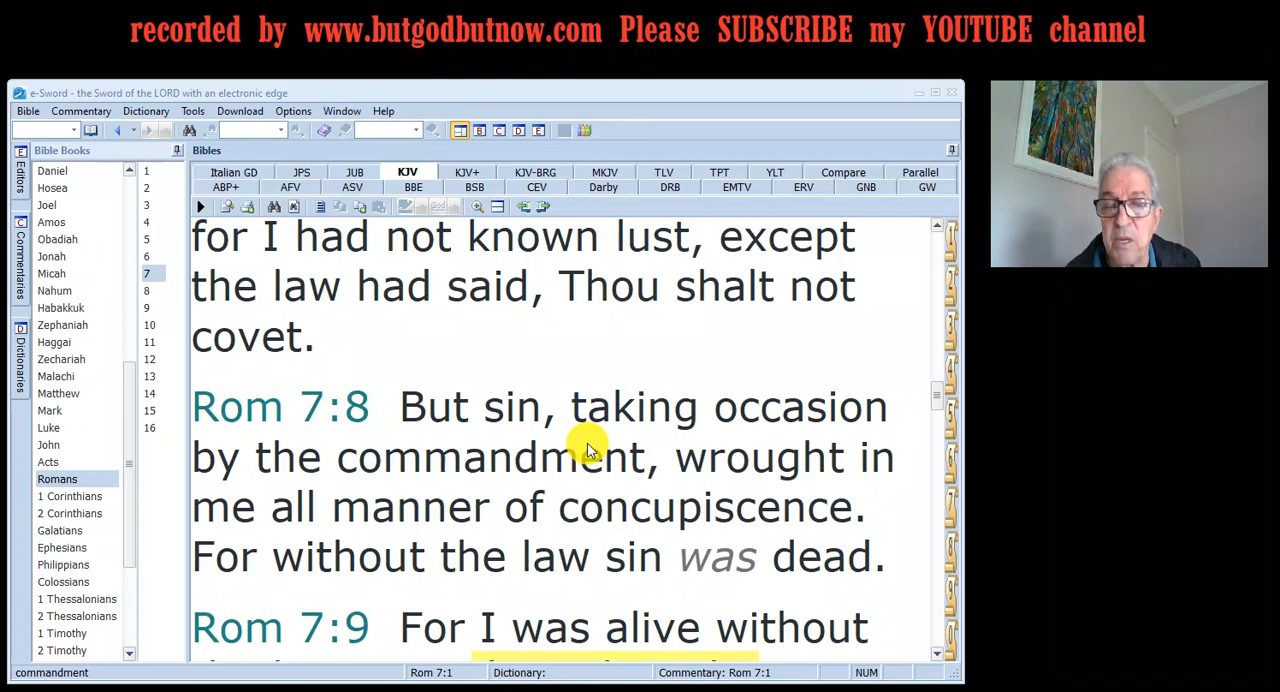 recorded by www.butgodbutnow.com Please SUBSCRIBE my YOUTUBE channel
e-Sword - the Sword of the LORD with an electronic edge
Bible Commentary Dictionary Tools Download Options Window Help
B C D E
Bible Books
Bibles
Editors
Commentaries
Dictionaries
Daniel 1
Hosea 2
Joel 3
Amos 4
Obadiah 5
Jonah 6
Micah 7
Nahum 8
Habakkuk 9
Zephaniah 10
Haggai 11
Zechariah 12
Malachi 13
Matthew 14
Mark 15
Luke 16
John
Acts
Romans
1 Corinthians
2 Corinthians
Galatians
Ephesians
Philippians
Colossians
1 Thessalonians
2 Thessalonians
1 Timothy
2 Timothy
Italian GD JPS JUB KJV KJV+ KJV-BRG MKJV TLV TPT YLT Compare Parallel
ABP+ AFV ASV BBE BSB CEV Darby DRB EMTV ERV GNB GW
for I had not known lust, except
the law had said, Thou shalt not
covet.
Rom 7:8 But sin, taking occasion
by the commandment, wrought in
me all manner of concupiscence.
For without the law sin was dead.
Rom 7:9 For I was alive without
commandment Rom 7:1 Dictionary: Commentary: Rom 7:1 NUM